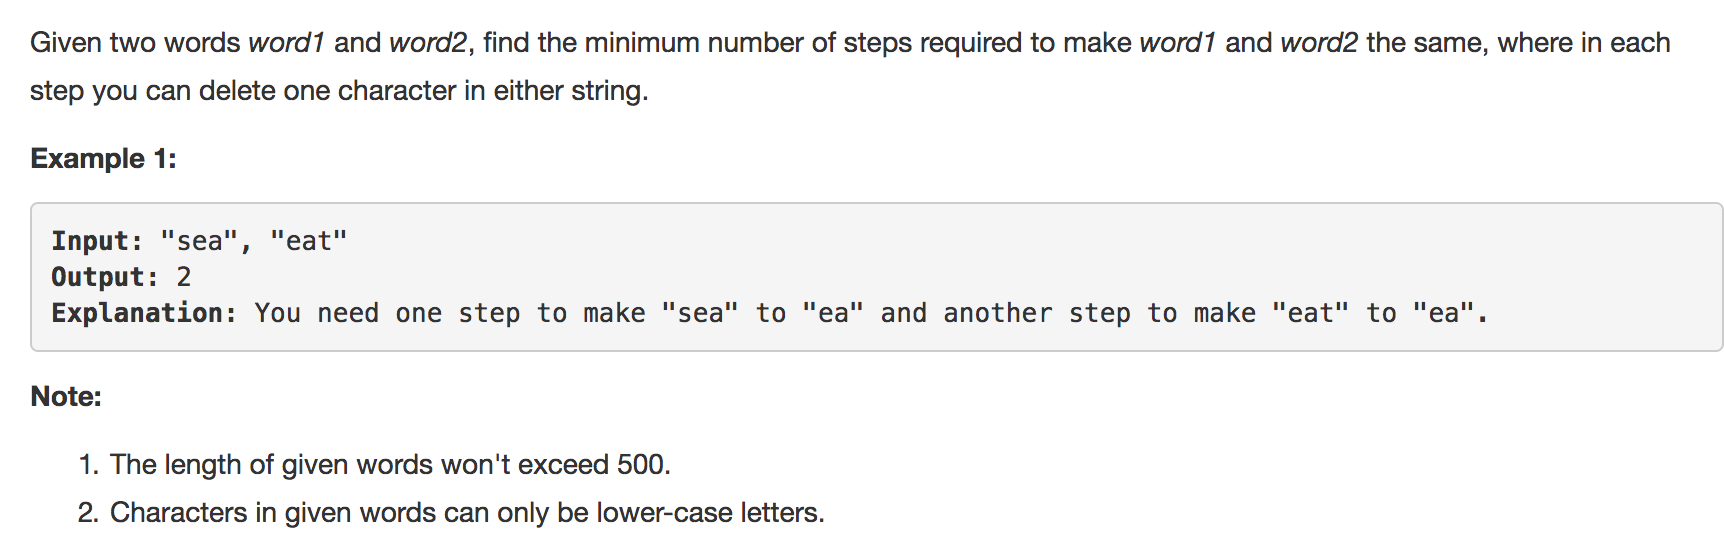 Given two words word1 and word2, find the minimum number of steps required to make word1 and word2 the same, where in each
step you can delete one character in either string.
Example 1:
Input: "sea", "eat"
Output: 2
Explanation: You need one step to make "sea" to "ea" and another step to make "eat" to "ea".
Note:
1. The length of given words won't exceed 500.
2. Characters in given words can only be lower-case letters.